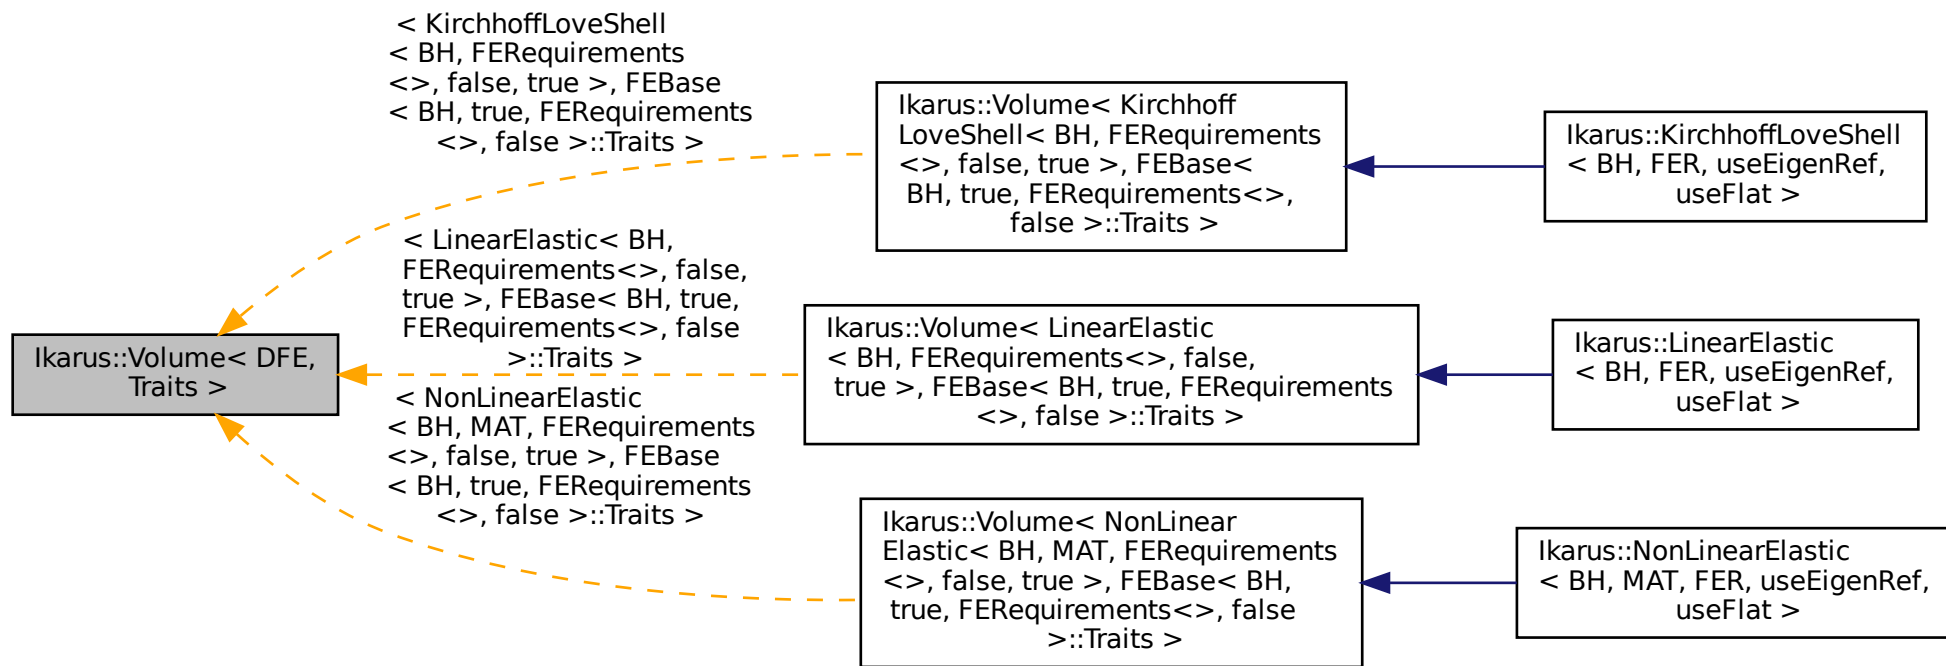 < KirchhoffLoveShell
< BH, FERequirements
<>, false, true >, FEBase
< BH, true, FERequirements
<>, false >::Traits >
Ikarus::Volume< Kirchhoff
LoveShell< BH, FERequirements
<>, false, true >, FEBase<
BH, true, FERequirements<>,
false >::Traits >
Ikarus::KirchhoffLoveShell
< BH, FER, useEigenRef,
useFlat >
< LinearElastic< BH,
FERequirements<>, false,
true >, FEBase< BH, true,
FERequirements<>, false
>::Traits >
Ikarus::Volume< DFE,
Traits >
Ikarus::Volume< LinearElastic
< BH, FERequirements<>, false,
true >, FEBase< BH, true, FERequirements
<>, false >::Traits >
Ikarus::LinearElastic
< BH, FER, useEigenRef,
useFlat >
< NonLinearElastic
< BH, MAT, FERequirements
<>, false, true >, FEBase
< BH, true, FERequirements
<>, false >::Traits >
Ikarus::Volume< NonLinear
Elastic< BH, MAT, FERequirements
<>, false, true >, FEBase< BH,
true, FERequirements<>, false
>::Traits >
Ikarus::NonLinearElastic
< BH, MAT, FER, useEigenRef,
useFlat >